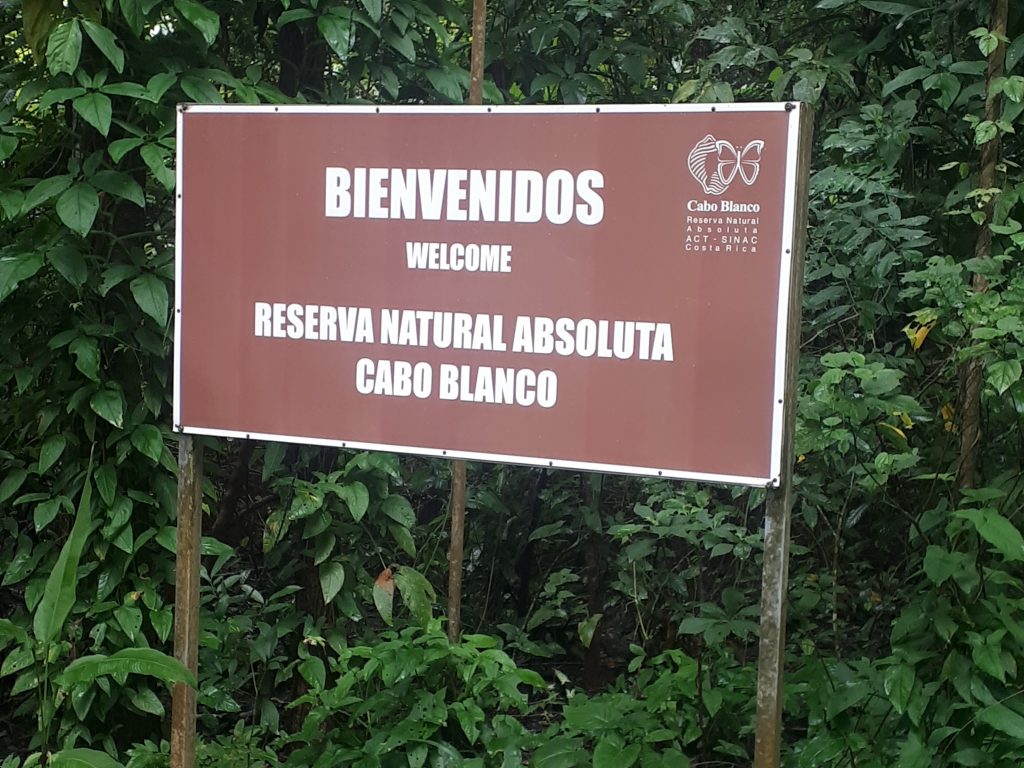 BIENVENIDOS
WELCOME
RESERVA NATURAL ABSOLUTA
CABO BLANCO
Cabo Blanco
Reserva Natural
Absoluta
ACT - SINAC
Costa Rica